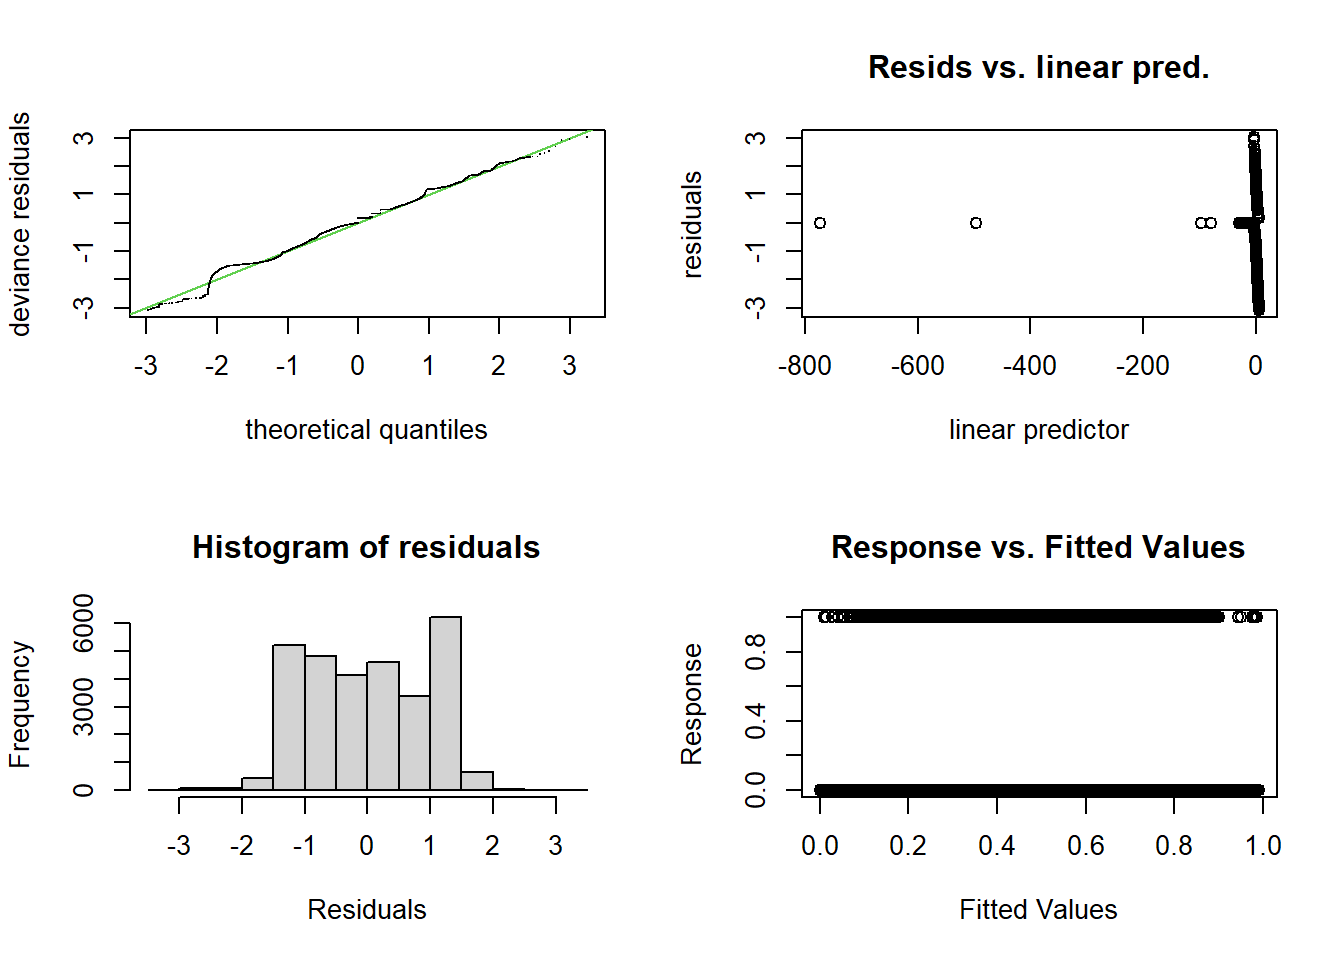 deviance residuals
3
1
-1
-3
-3 -2 -1 0 1 2 3
theoretical quantiles
Resids vs. linear pred.
residuals
3
1
-1
-3
-800 -600 -400 -200 0
linear predictor
Histogram of residuals
Frequency
6000
3000
0
-3 -2 -1 0 1 2 3
Residuals
Response vs. Fitted Values
Response
0.8
0.4
0.0
0.0 0.2 0.4 0.6 0.8 1.0
Fitted Values